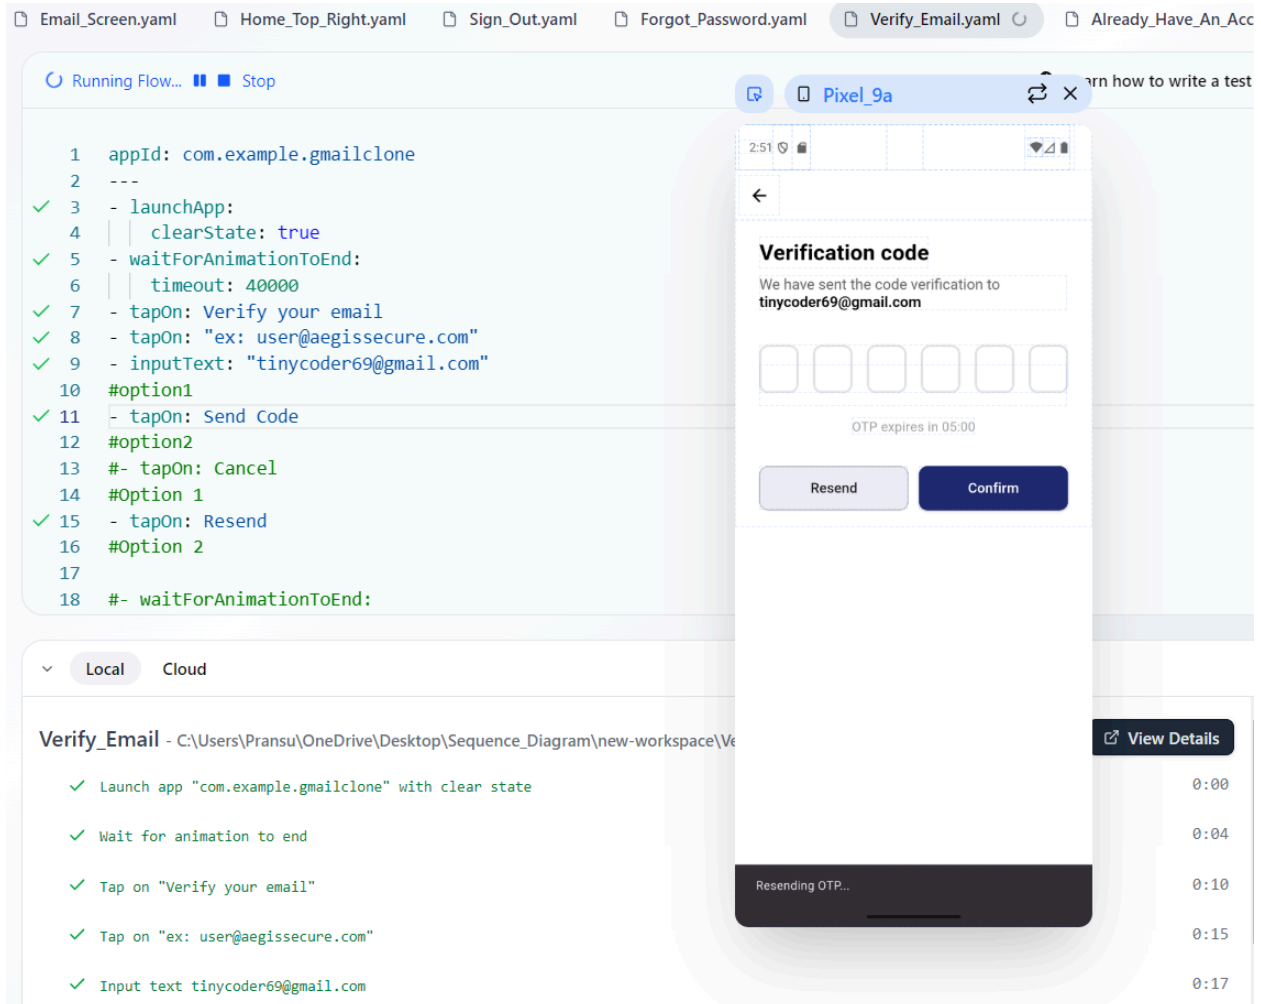 Email_Screen.yaml Home_Top_Right.yaml Sign_Out.yaml Forgot_Password.yaml Verify_Email.yaml Already_Have_An_Acc
Running Flow... Stop
arn how to write a test
1 appId: com.example.gmailclone
2 ---
3 - launchApp:
4 clearState: true
5 - waitForAnimationToEnd:
6 timeout: 40000
7 - tapOn: Verify your email
8 - tapOn: "ex: user@aegissecure.com"
9 - inputText: "tinycoder69@gmail.com"
10 #option1
11 - tapOn: Send Code
12 #option2
13 #- tapOn: Cancel
14 #Option 1
15 - tapOn: Resend
16 #Option 2
17
18 #- waitForAnimationToEnd:
Pixel_9a
2:51
Verification code
We have sent the code verification to
tinycoder69@gmail.com
OTP expires in 05:00
Resend Confirm
Resending OTP...
Local Cloud
Verify_Email - C:\Users\Pransu\OneDrive\Desktop\Sequence_Diagram\new-workspace\Ve
View Details
Launch app "com.example.gmailclone" with clear state 0:00
Wait for animation to end 0:04
Tap on "Verify your email" 0:10
Tap on "ex: user@aegissecure.com" 0:15
Input text tinycoder69@gmail.com 0:17